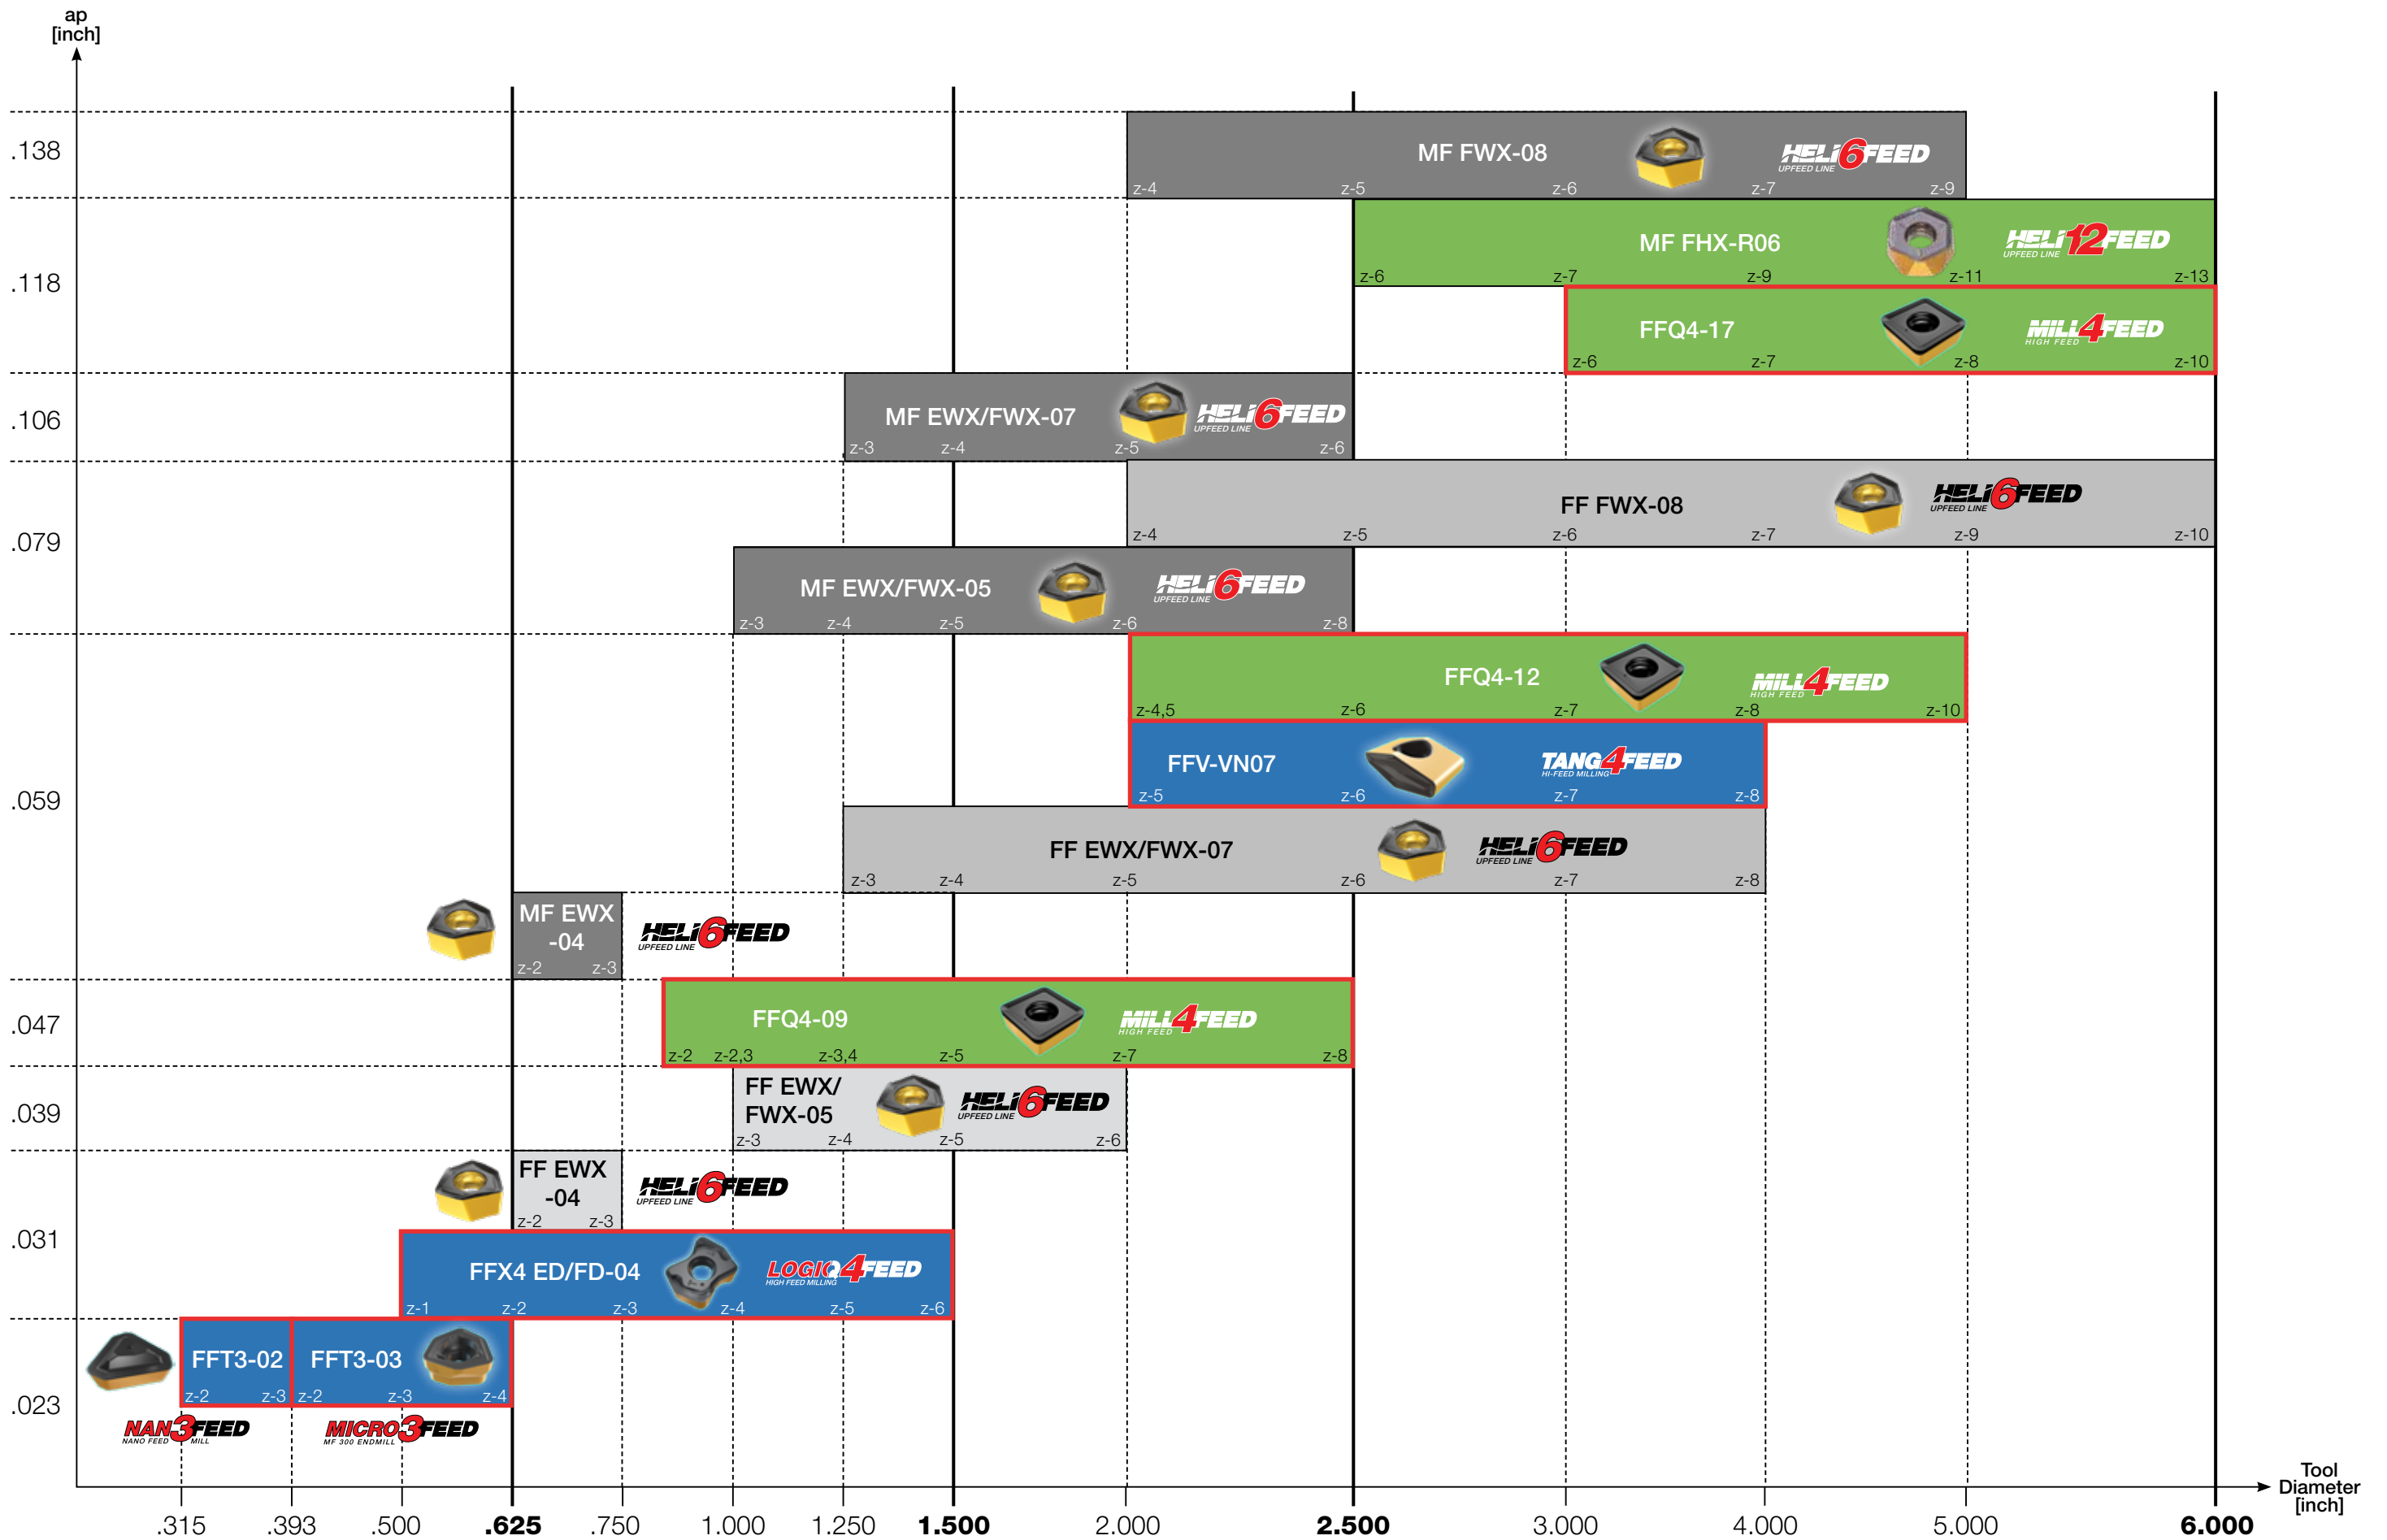 ap
[inch]
.138
MF FWX-08
HELI6FEED
UPFEED LINE
z-4 z-5 z-6 z-7 z-9
MF FHX-R06
HELI12FEED
UPFEED LINE
z-6 z-7 z-9 z-11 z-13
.118
FFQ4-17
MILL4FEED
HIGH FEED
z-6 z-7 z-8 z-10
.106
MF EWX/FWX-07
HELI6FEED
UPFEED LINE
z-3 z-4 z-5 z-6
FF FWX-08
HELI6FEED
UPFEED LINE
z-4 z-5 z-6 z-7 z-9 z-10
.079
MF EWX/FWX-05
HELI6FEED
UPFEED LINE
z-3 z-4 z-5 z-6 z-8
FFQ4-12
MILL4FEED
HIGH FEED
z-4,5 z-6 z-7 z-8 z-10
FFV-VN07
TANG4FEED
HI-FEED MILLING
z-5 z-6 z-7 z-8
.059
FF EWX/FWX-07
HELI6FEED
UPFEED LINE
z-3 z-4 z-5 z-6 z-7 z-8
MF EWX
-04
HELI6FEED
UPFEED LINE
z-2 z-3
.047
FFQ4-09
MILL4FEED
HIGH FEED
z-2 z-2,3 z-3,4 z-5 z-7 z-8
.039
FF EWX/
FWX-05
HELI6FEED
UPFEED LINE
z-3 z-4 z-5 z-6
FF EWX
-04
HELI6FEED
UPFEED LINE
z-2 z-3
.031
FFX4 ED/FD-04
LOGIQ4FEED
HIGH FEED MILLING
z-1 z-2 z-3 z-4 z-5 z-6
FFT3-02 FFT3-03
z-2 z-3 z-2 z-3 z-4
.023
NAN3FEED
NANO FEED MILL
MICRO3FEED
MF 300 ENDMILL
Tool
Diameter
[inch]
.315 .393 .500 .625 .750 1.000 1.250 1.500 2.000 2.500 3.000 4.000 5.000 6.000